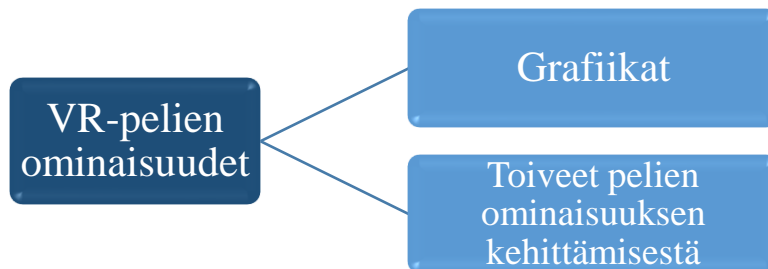 VR-pelien
ominaisuudet
Grafiikat
Toiveet pelien
ominaisuuksen
kehittämisestä